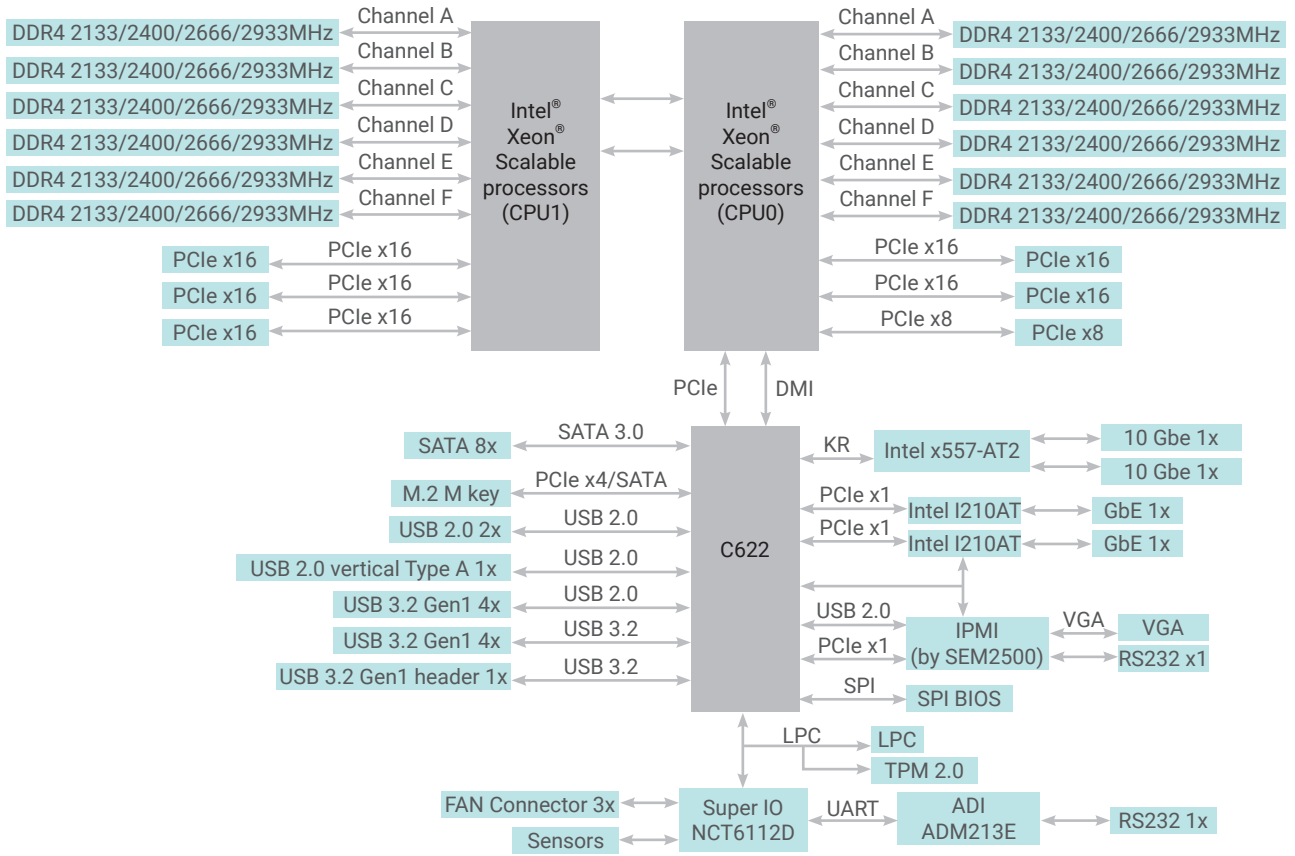 Channel A
DDR4 2133/2400/2666/2933MHz
Channel B
DDR4 2133/2400/2666/2933MHz
Channel C
DDR4 2133/2400/2666/2933MHz
Channel D
DDR4 2133/2400/2666/2933MHz
Channel E
DDR4 2133/2400/2666/2933MHz
Channel F
DDR4 2133/2400/2666/2933MHz
PCIe x16
PCIe x16
PCIe x16
PCIe x16
PCIe x16
PCIe x16
Intel®
Xeon®
Scalable
processors
(CPU1)
Intel®
Xeon®
Scalable
processors
(CPU0)
Channel A
DDR4 2133/2400/2666/2933MHz
Channel B
DDR4 2133/2400/2666/2933MHz
Channel C
DDR4 2133/2400/2666/2933MHz
Channel D
DDR4 2133/2400/2666/2933MHz
Channel E
DDR4 2133/2400/2666/2933MHz
Channel F
DDR4 2133/2400/2666/2933MHz
PCIe x16
PCIe x16
PCIe x16
PCIe x16
PCIe x8
PCIe x8
PCIe
DMI
SATA 8x
SATA 3.0
M.2 M key
PCIe x4/SATA
USB 2.0 2x
USB 2.0
USB 2.0 vertical Type A 1x
USB 2.0
USB 3.2 Gen1 4x
USB 2.0
USB 3.2 Gen1 4x
USB 3.2
USB 3.2 Gen1 header 1x
USB 3.2
C622
KR
Intel x557-AT2
10 Gbe 1x
10 Gbe 1x
PCIe x1
Intel I210AT
GbE 1x
PCIe x1
Intel I210AT
GbE 1x
USB 2.0
PCIe x1
IPMI
(by SEM2500)
VGA
VGA
RS232 x1
SPI
SPI BIOS
LPC
LPC
TPM 2.0
FAN Connector 3x
Sensors
Super IO
NCT6112D
UART
ADI
ADM213E
RS232 1x